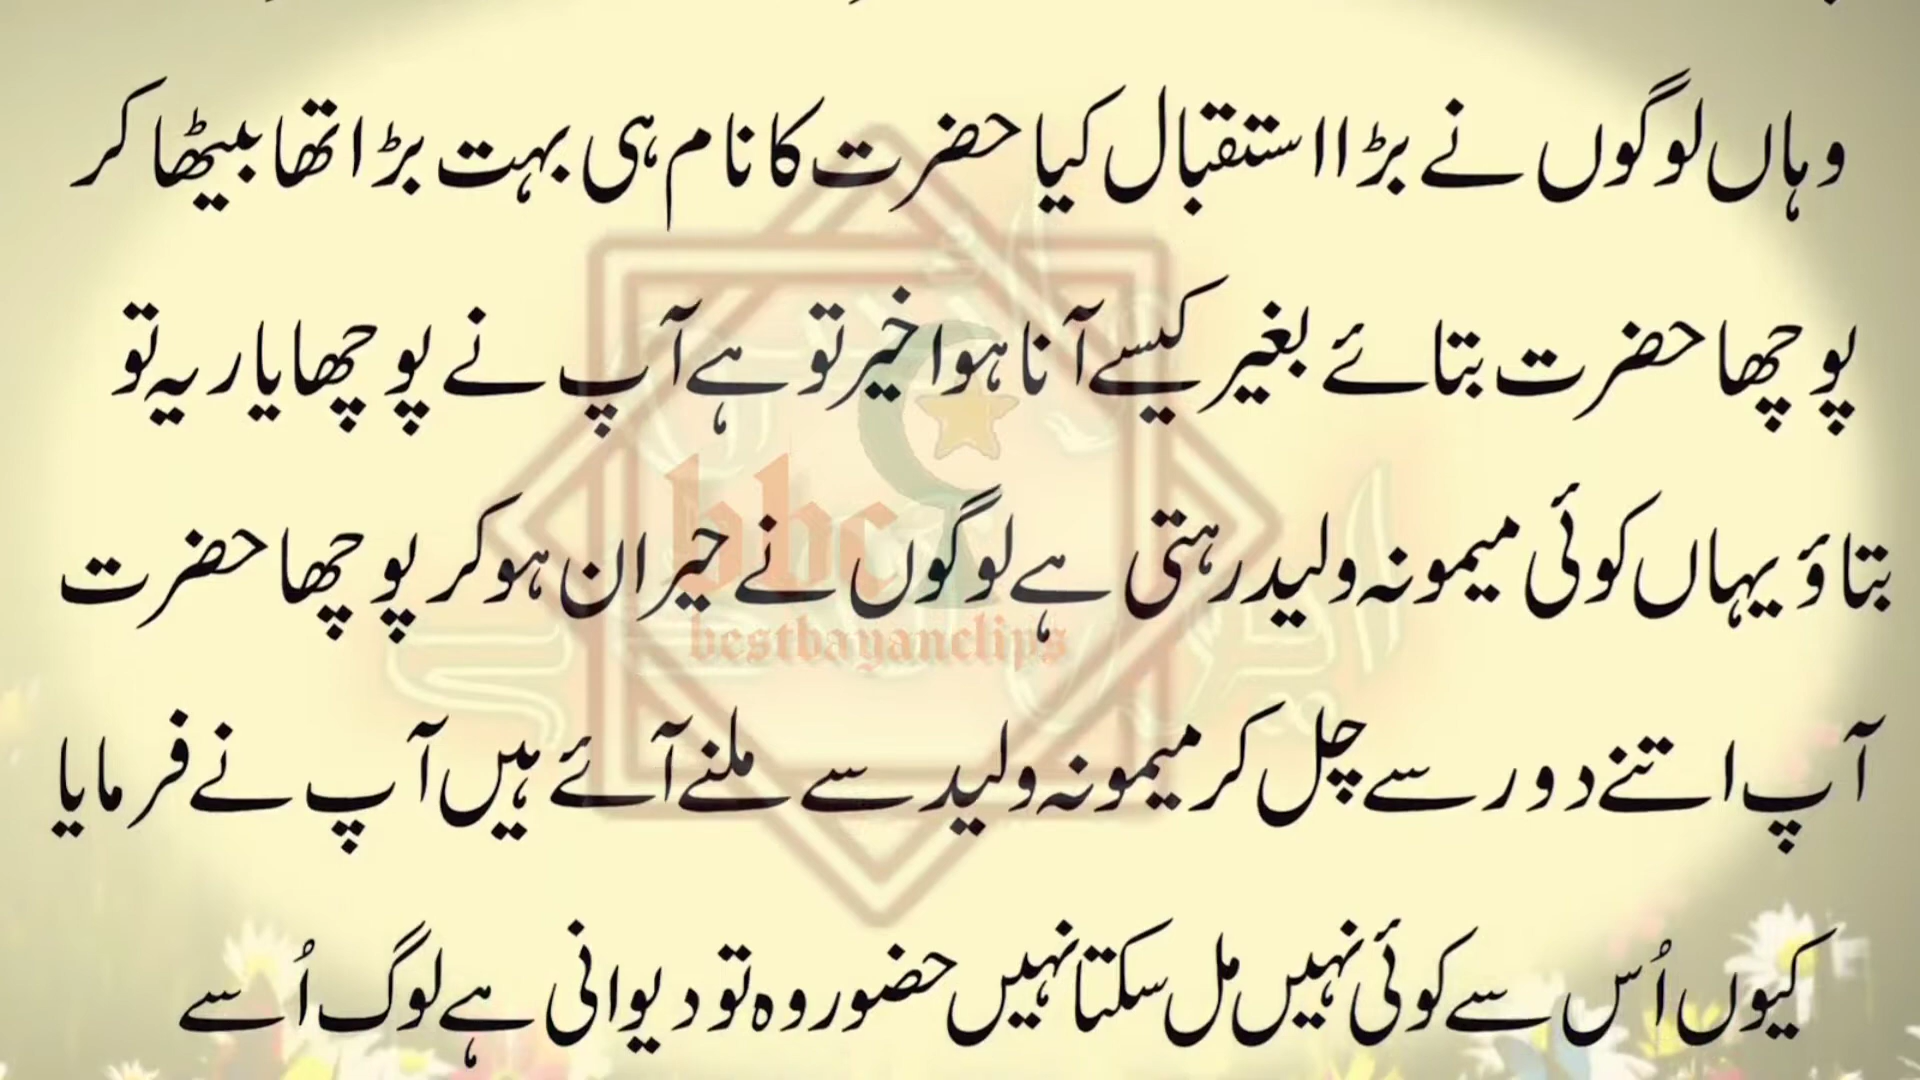 وہاں لوگوں نے بڑا استقبال کیا حضرت کا نام ہی بہت بڑا تھا بیٹھا کر
پوچھا حضرت بتائے بغیر کیسے آنا ہوا خیر تو ہے آپ نے پوچھا یار یہ تو
بتاؤ یہاں کوئی میمونہ ولید رہتی ہے لوگوں نے حیران ہو کر پوچھا حضرت
آپ اتنے دور سے چل کر میمونہ ولید سے ملنے آئے ہیں آپ نے فرمایا
کیوں اُس سے کوئی نہیں مل سکتا نہیں حضور وہ تو دیوانی ہے لوگ اُسے
bbc
bestbayanclips